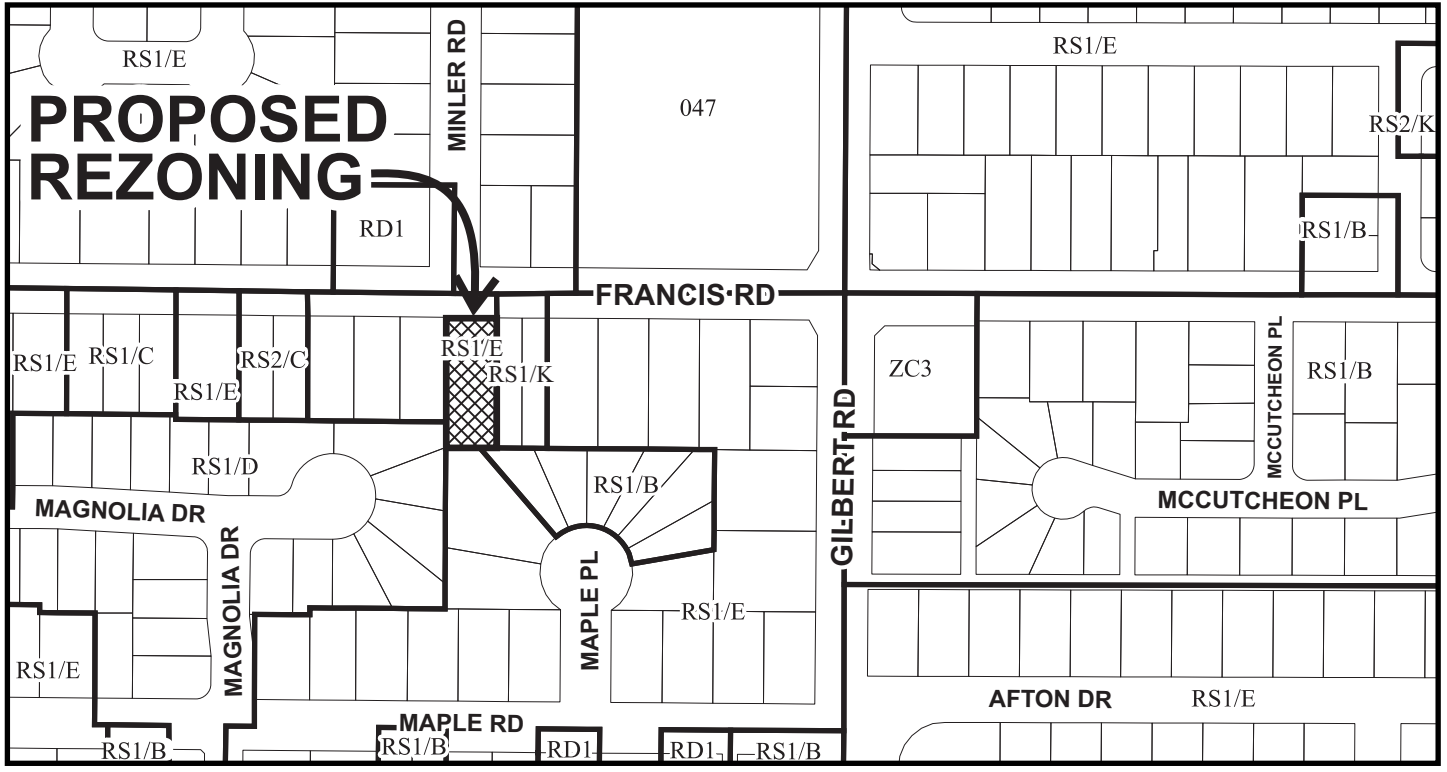 RS1/E
RS1/E
PROPOSED
REZONING
MINLER RD
047
RS2/K
RD1
RS1/B
FRANCIS RD
RS1/E
RS1/C
RS1/E
RS2/C
RS1/E
RS1/K
ZC3
RS1/B
MCCUTCHEON PL
GILBERT RD
RS1/D
RS1/B
MAGNOLIA DR
MCCUTCHEON PL
MAGNOLIA DR
MAPLE PL
RS1/E
RS1/E
AFTON DR
RS1/E
MAPLE RD
RS1/B
RS1/B
RD1
RD1
RS1/B